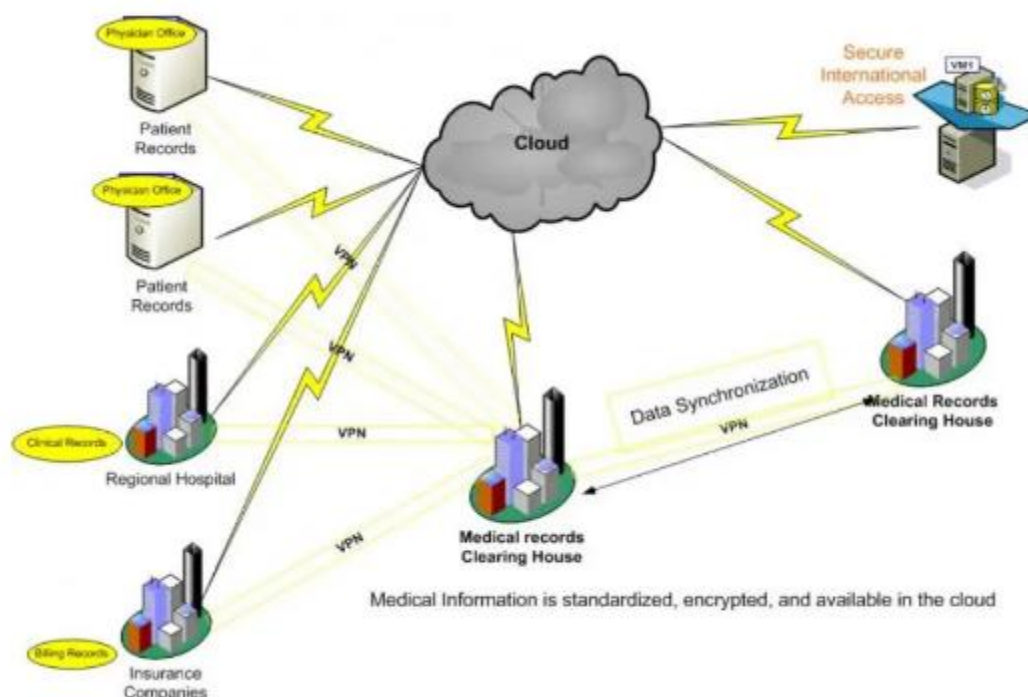 Physician Office
Patient
Records
Physician Office
Patient
Records
Clinical Records
Regional Hospital
Billing Records
Insurance
Companies
Cloud
VPN
VPN
VPN
VPN
Secure
International
Access
VM1
Data Synchronization
VPN
Medical Records
Clearing House
Medical records
Clearing House
Medical Information is standardized, encrypted, and available in the cloud